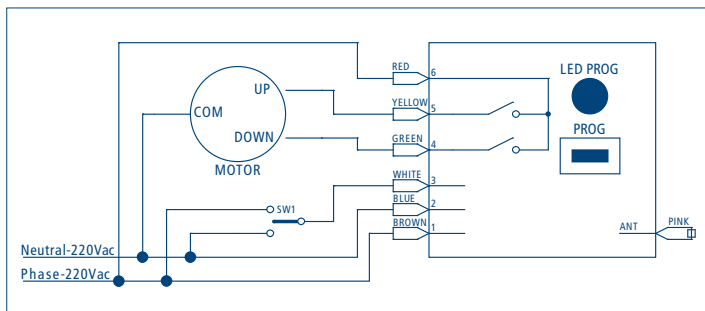 RED
6
LED PROG
UP
YELLOW
5
COM
PROG
DOWN
GREEN
4
MOTOR
WHITE
3
SW1
BLUE
2
BROWN
1
ANT
PINK
Neutral-220Vac
Phase-220Vac